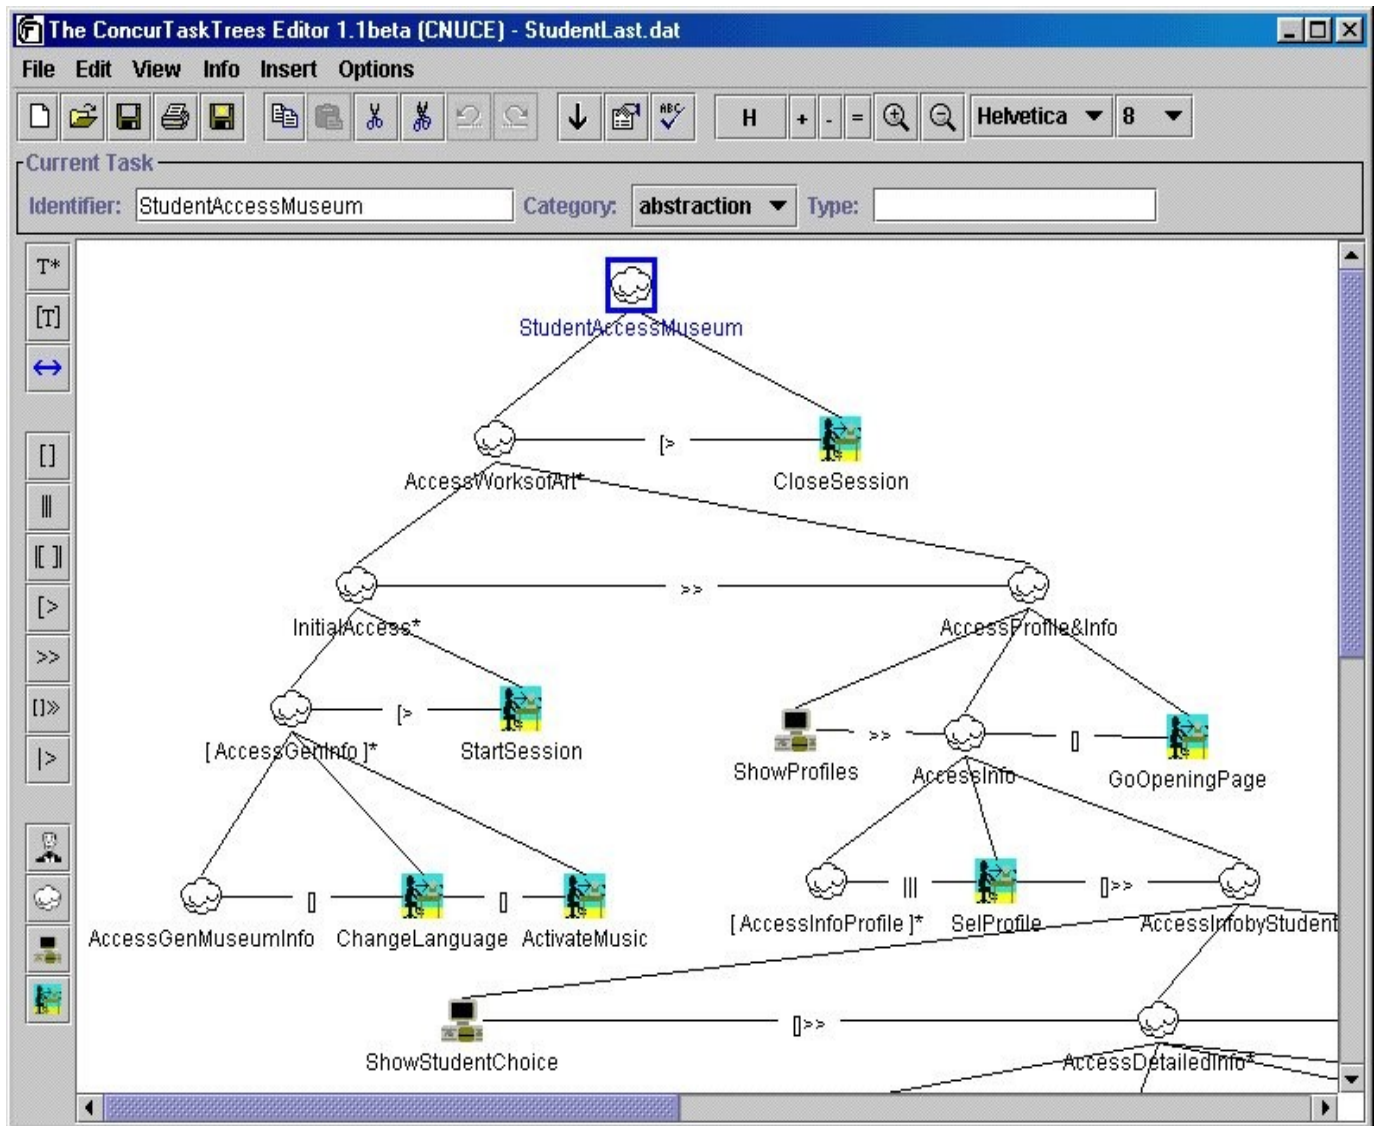 The ConcurTaskTrees Editor 1.1beta (CNUCE) - StudentLast.dat
File Edit View Info Insert Options
ABC H + - = Helvetica 8
Current Task
Identifier: StudentAccessMuseum Category: abstraction Type:
T*
[T]
StudentAccessMuseum
[]
[>
|||
AccessWorksofArt* CloseSession
|[ ]|
[>
>>
InitialAccess* AccessProfile&Info
>>
[]>>
[>
[ AccessGenInfo ]* StartSession
>> []
ShowProfiles AccessInfo GoOpeningPage
|>
[] []
||| []>>
AccessGenMuseumInfo ChangeLanguage ActivateMusic
[ AccessInfoProfile ]* SelProfile AccessInfobyStudent
[]>>
ShowStudentChoice AccessDetailedInfo*